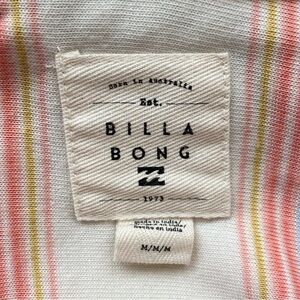 Born in Australia
Est.
BILLA
BONG
1973
made in india/
hecho en india
M/M/M